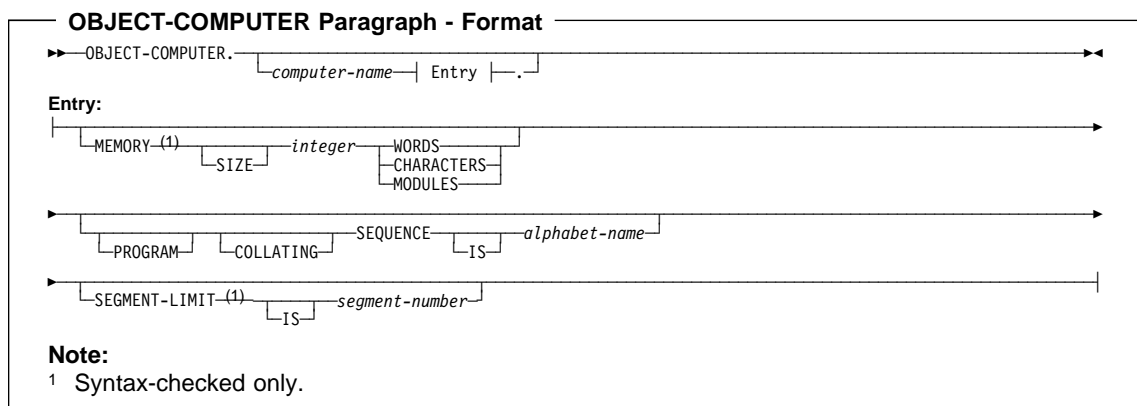 OBJECT-COMPUTER Paragraph - Format
OBJECT-COMPUTER.
computer-name Entry .
Entry:
MEMORY (1) integer WORDS
SIZE CHARACTERS
MODULES
SEQUENCE alphabet-name
PROGRAM COLLATING IS
SEGMENT-LIMIT (1) segment-number
IS
Note:
1 Syntax-checked only.